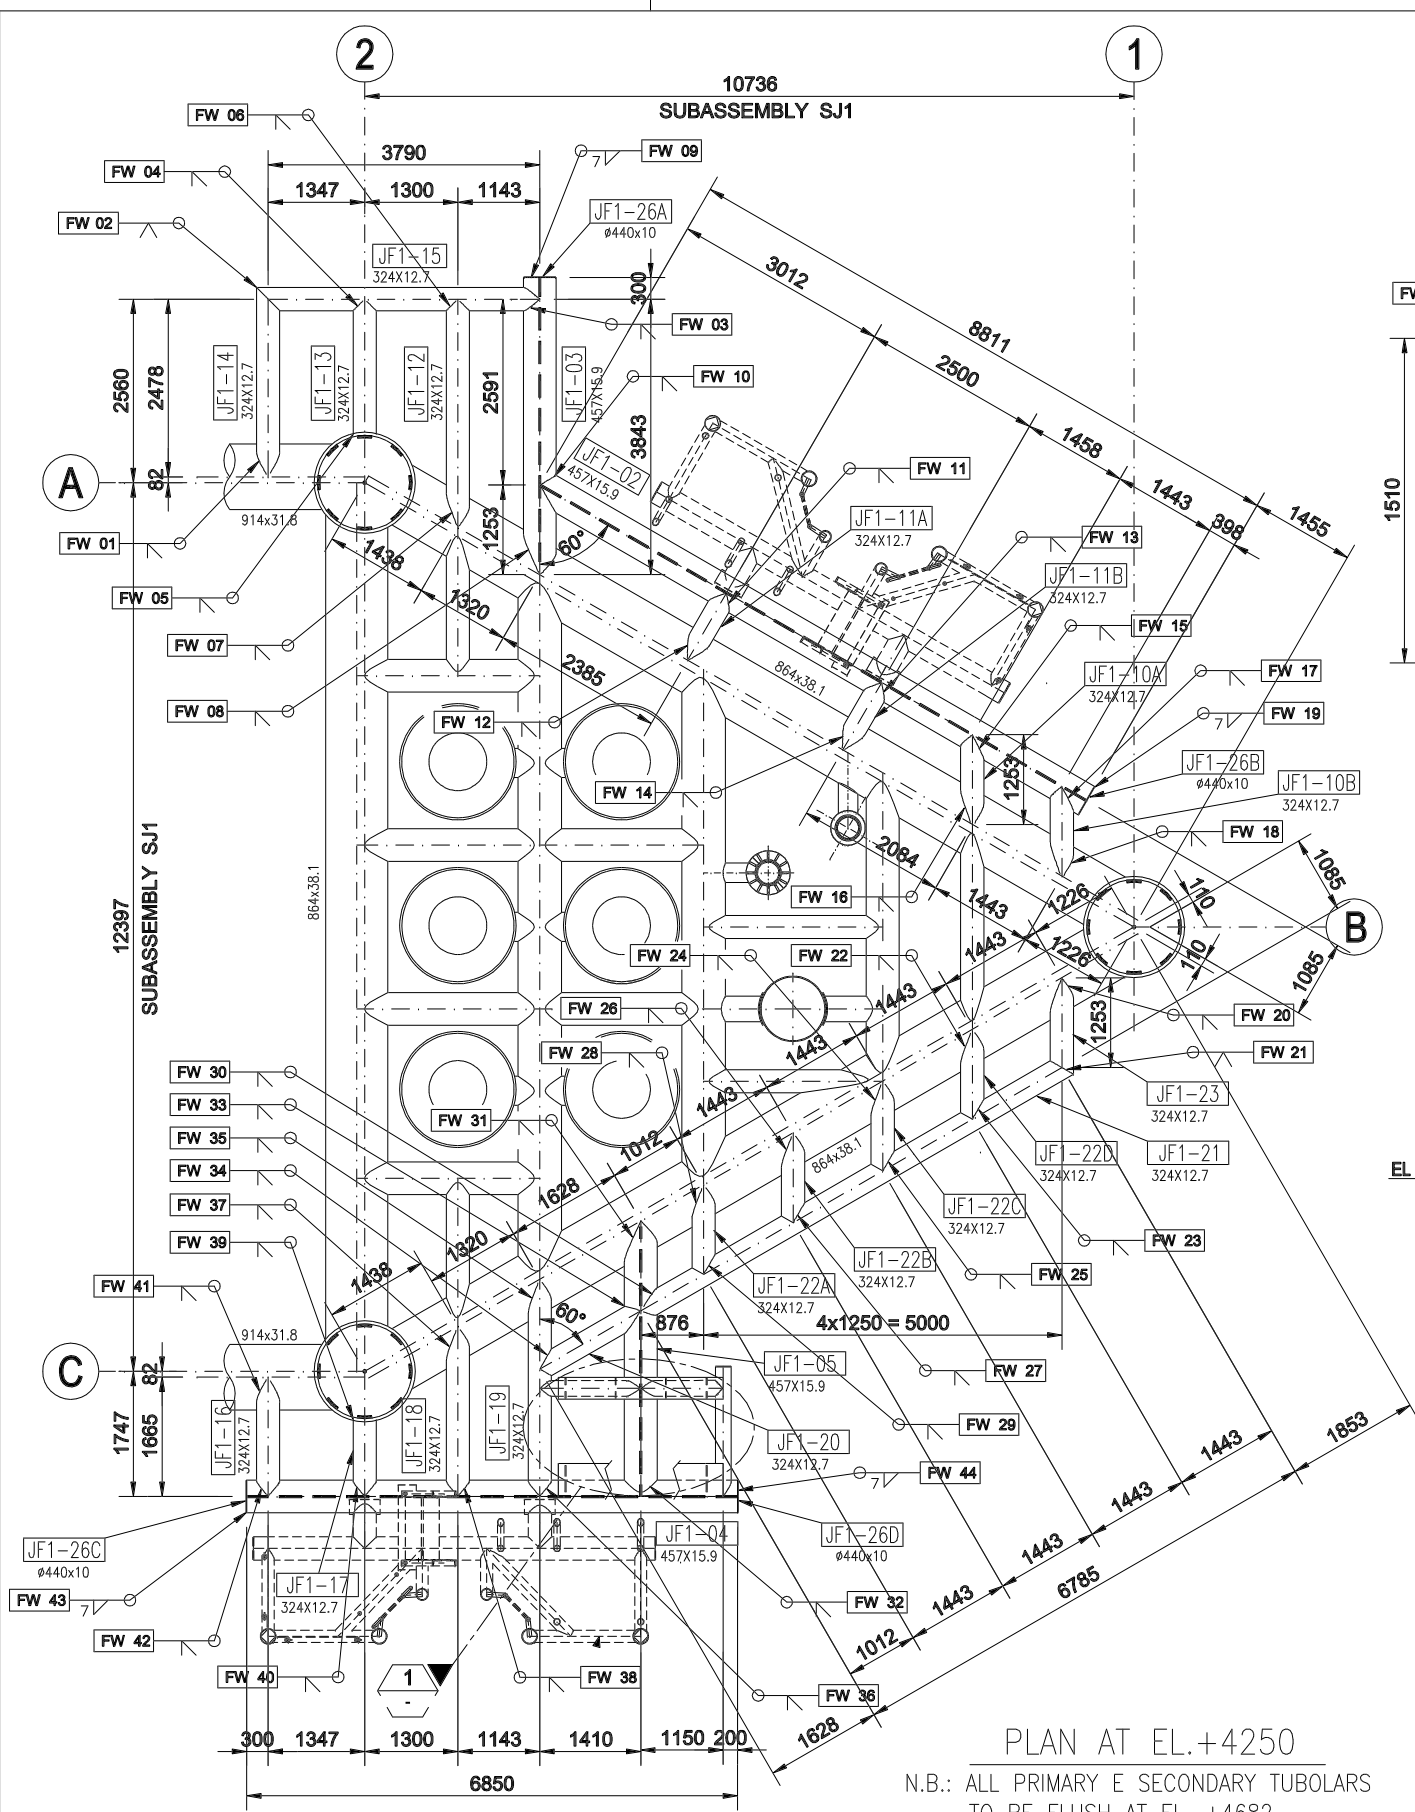 2
1
10736
SUBASSEMBLY SJ1
FW 06
3790
7
FW 09
FW 04
1347
1300
1143
JF1-26A
ø440x10
FW 02
JF1-15
324X12.7
300
3012
8811
FW 03
2560
2478
JF1-14
324X12.7
JF1-13
324X12.7
JF1-12
324X12.7
2591
JF1-03
457X15.9
FW 10
3843
2500
1458
1510
JF1-02
457X15.9
FW 11
A
82
1443
398
1455
914x31.8
1438
1253
60°
JF1-11A
324X12.7
FW 01
FW 13
JF1-11B
324X12.7
FW 05
1320
FW 15
FW 07
2385
864x38.1
JF1-10A
324X12.7
FW 17
FW 08
FW 12
7
FW 19
1253
JF1-26B
ø440x10
FW 14
JF1-10B
324X12.7
2084
FW 18
12397
SUBASSEMBLY SJ1
864x38.1
FW 16
1085
1226
110
1443
B
FW 24
FW 22
1443
1226
110
1085
1443
FW 26
1253
FW 20
FW 28
1443
FW 21
FW 30
FW 33
1443
JF1-23
324X12.7
FW 31
FW 35
1012
864x38.1
JF1-22D
324X12.7
JF1-21
324X12.7
EL
FW 34
1628
FW 37
JF1-22C
324X12.7
FW 39
1320
FW 23
JF1-22B
324X12.7
FW 41
1438
JF1-22A
324X12.7
FW 25
60°
876
4x1250 = 5000
914x31.8
C
82
JF1-05
457X15.9
FW 27
1747
1665
JF1-16
324X12.7
JF1-18
324X12.7
JF1-19
324X12.7
FW 29
1853
JF1-20
324X12.7
1443
7
FW 44
1443
JF1-26C
ø440x10
JF1-04
457X15.9
JF1-26D
ø440x10
1443
JF1-17
324X12.7
6785
FW 43
7
FW 32
1443
FW 42
1012
FW 40
1
-
FW 38
FW 36
300
1347
1300
1143
1410
1150
200
1628
6850
PLAN AT EL.+4250
N.B.: ALL PRIMARY E SECONDARY TUBOLARS
TO BE FLUSH AT EL. +4682